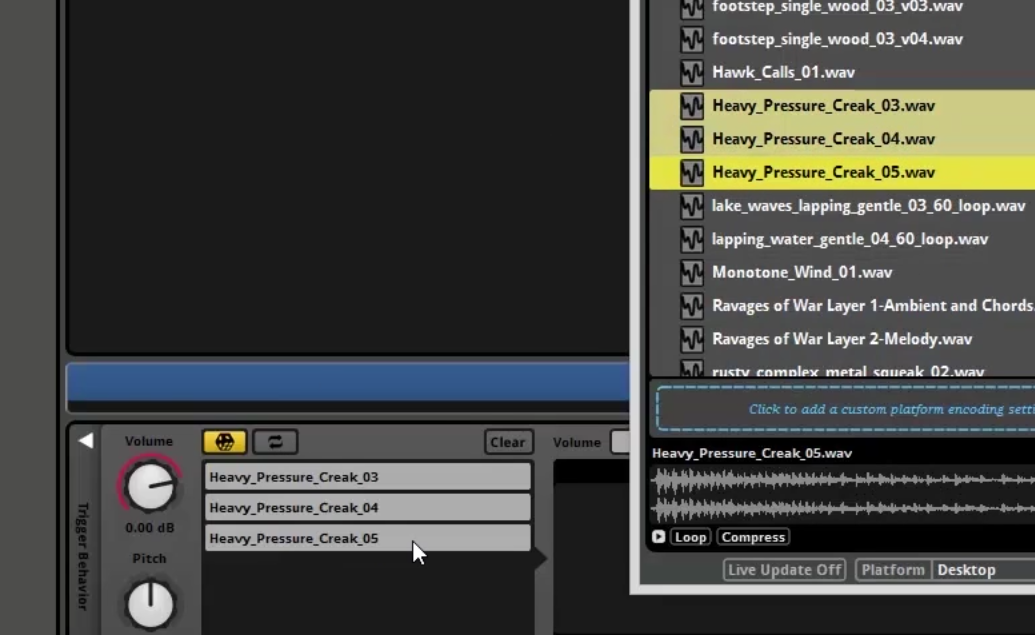 footstep_single_wood_03_v03.wav
footstep_single_wood_03_v04.wav
Hawk_Calls_01.wav
Heavy_Pressure_Creak_03.wav
Heavy_Pressure_Creak_04.wav
Heavy_Pressure_Creak_05.wav
lake_waves_lapping_gentle_03_60_loop.wav
lapping_water_gentle_04_60_loop.wav
Monotone_Wind_01.wav
Ravages of War Layer 1-Ambient and Chords.
Ravages of War Layer 2-Melody.wav
rusty_complex_metal_squeak_02.wav
Click to add a custom platform encoding setti
Heavy_Pressure_Creak_05.wav
Loop Compress
Live Update Off Platform Desktop
Trigger Behavior
Volume
0.00 dB
Pitch
Clear
Heavy_Pressure_Creak_03
Heavy_Pressure_Creak_04
Heavy_Pressure_Creak_05
Volume